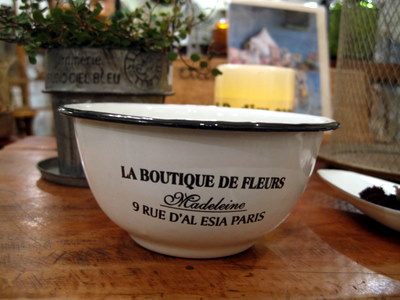 LA BOUTIQUE DE FLEURS
Madeleine
9 RUE D'AL ESIA PARIS